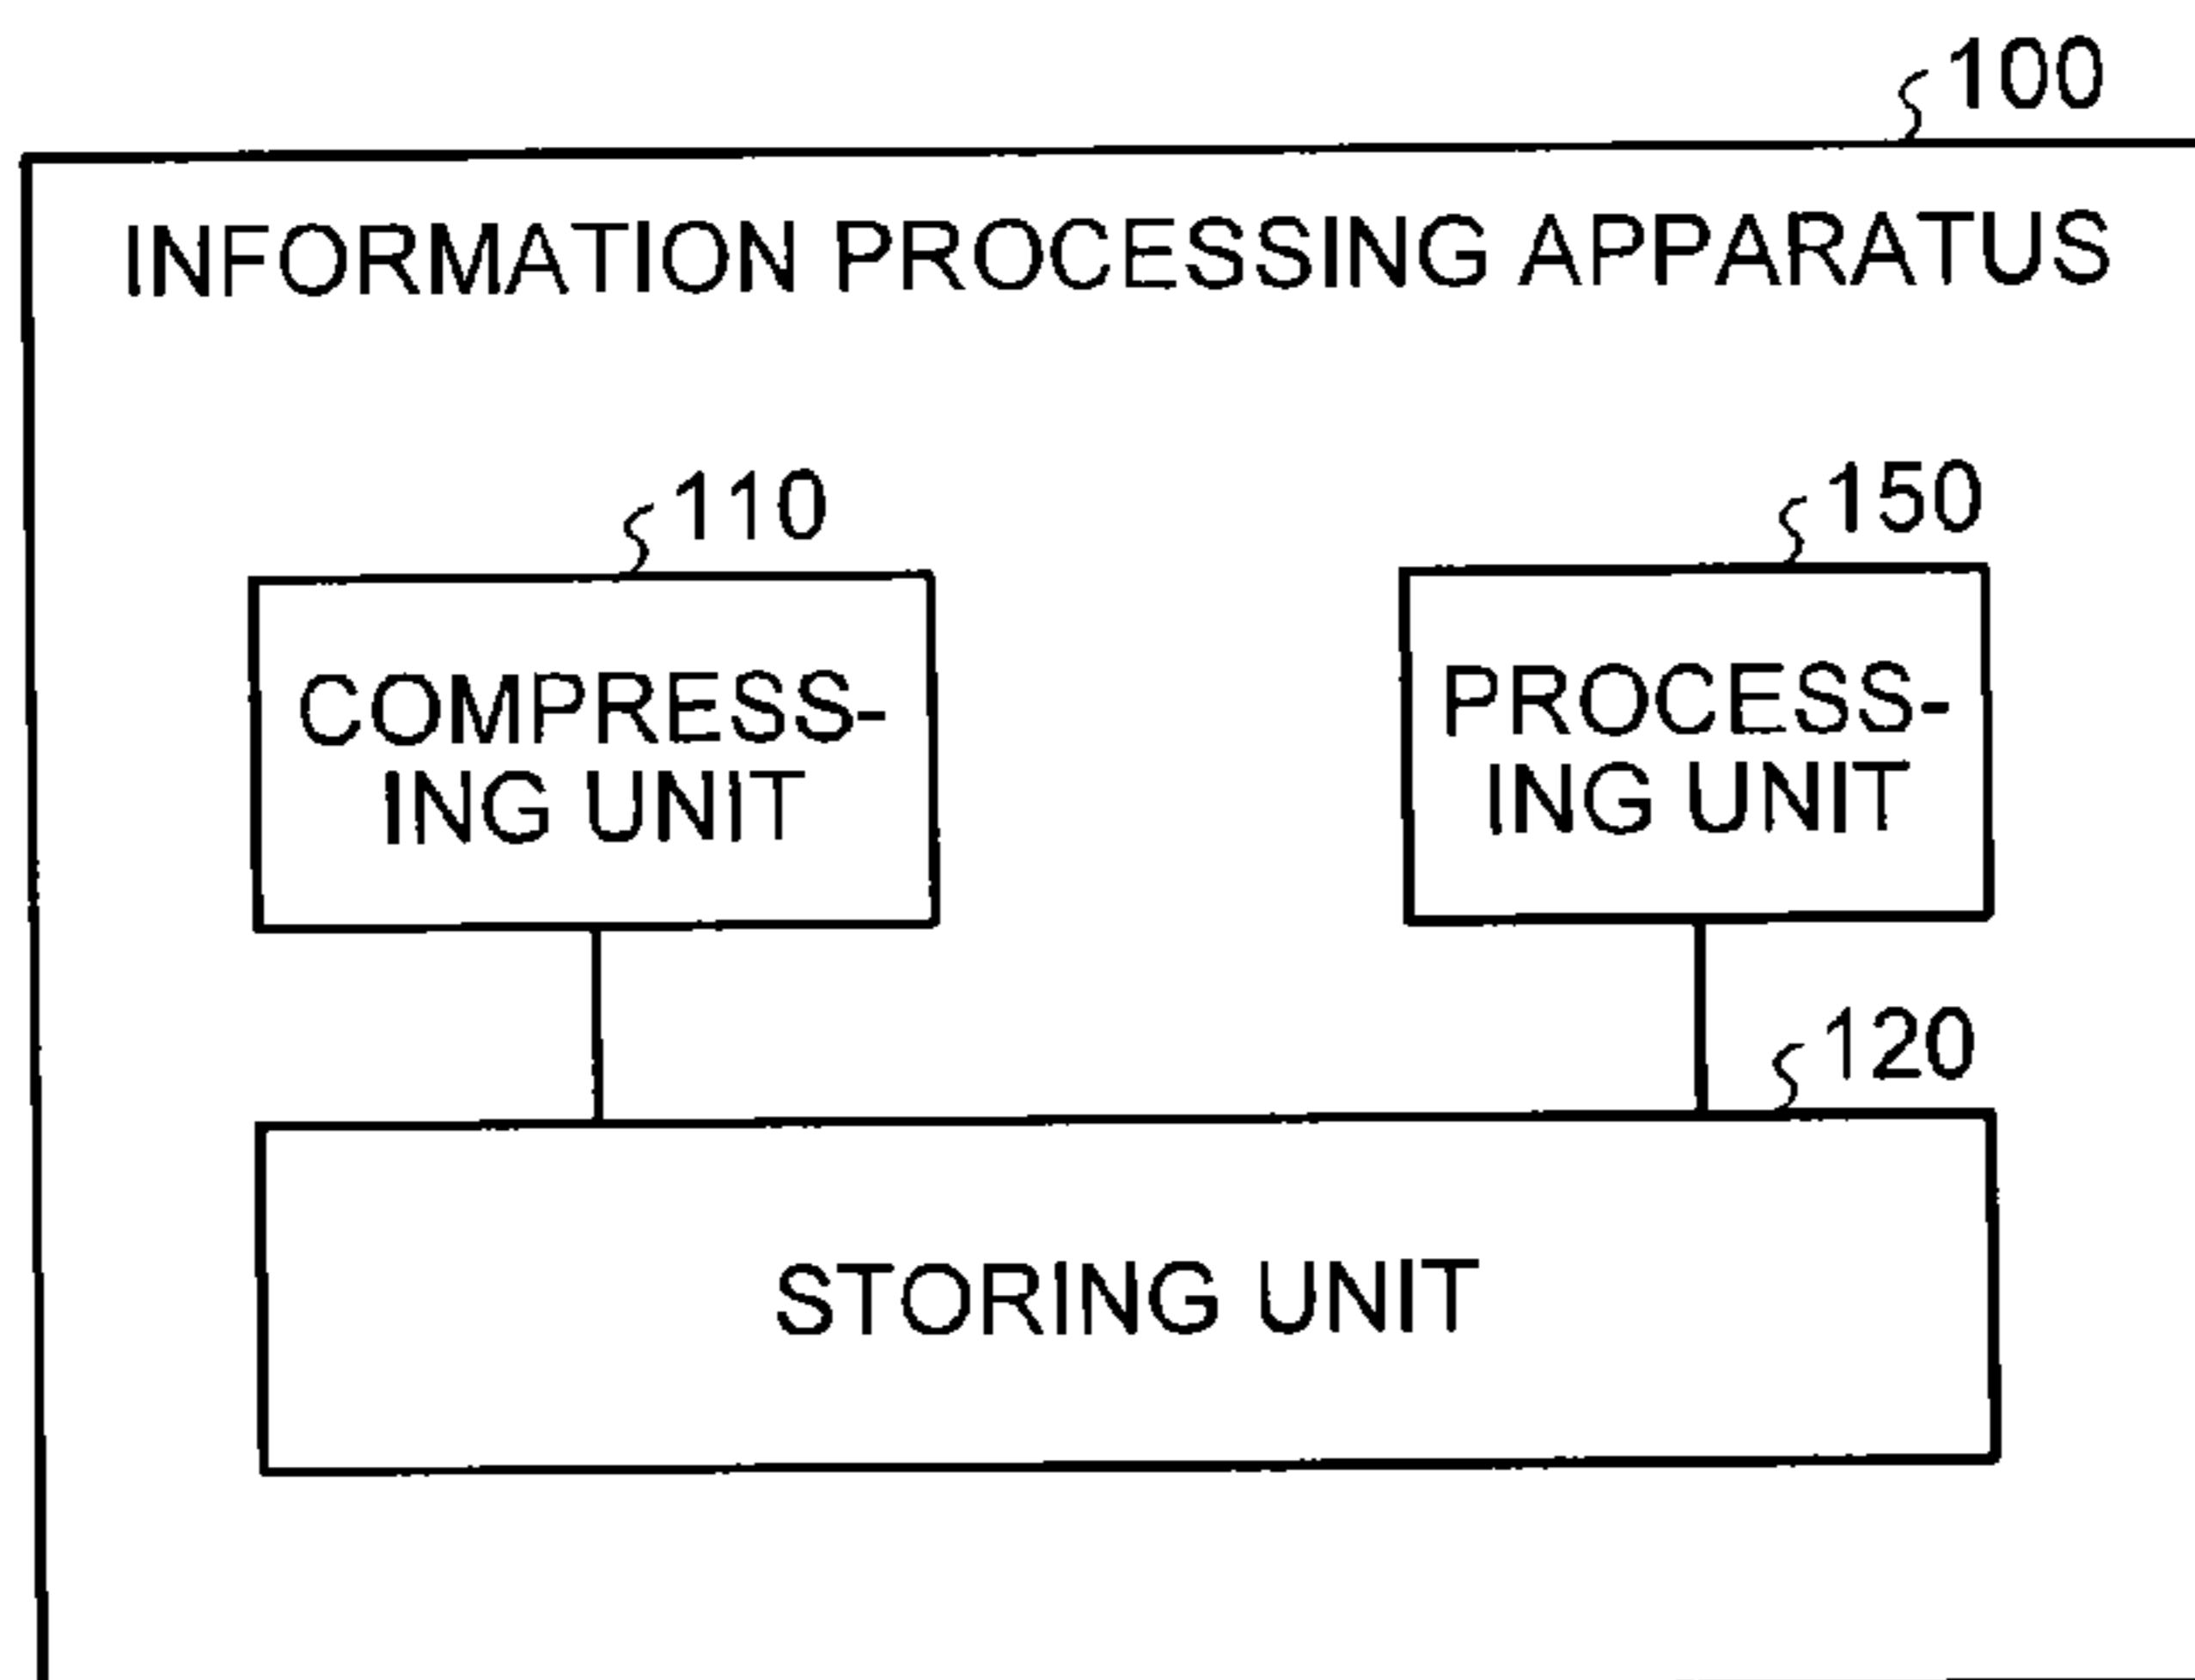 100
INFORMATION PROCESSING APPARATUS
110
COMPRESS-
ING UNIT
150
PROCESS-
ING UNIT
120
STORING UNIT